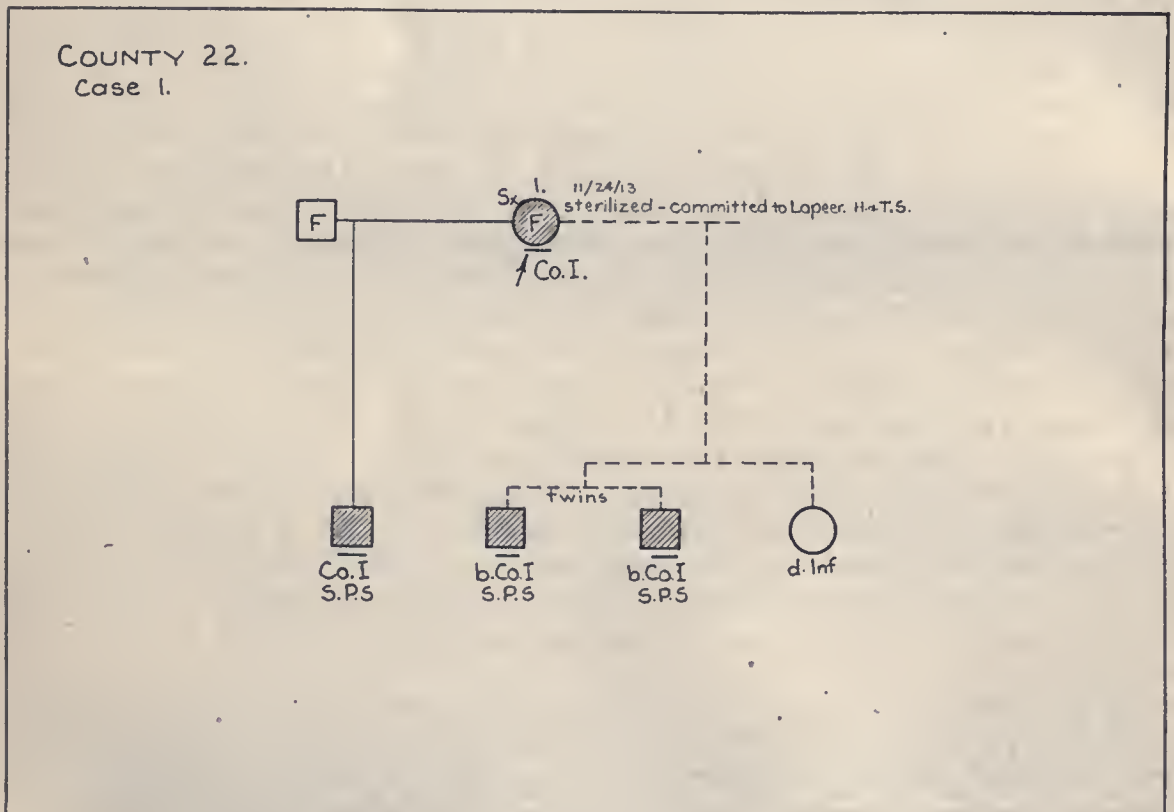 COUNTY 22.
Case 1.
1.
11/24/13
Sx
sterilized - committed to Lapeer. H.+T.S.
F
F
Co.I.
twins
Co.I
b.Co.I
b.Co.I
d.Inf
S.P.S
S.P.S
S.P.S